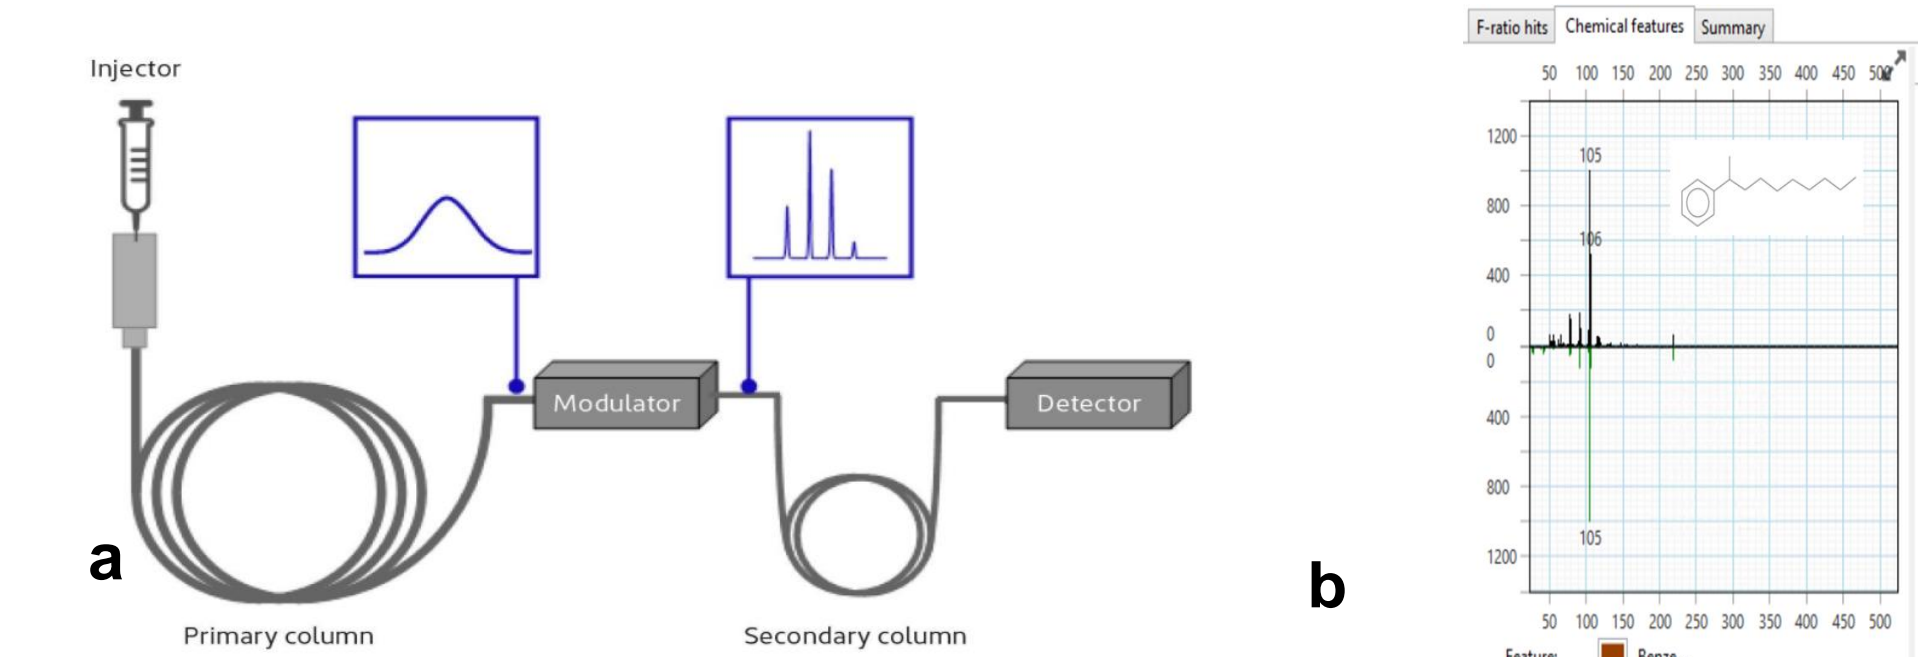 Injector
Modulator
Detector
a
Primary column
Secondary column
b
F-ratio hits Chemical features Summary
50 100 150 200 250 300 350 400 450
1200
105
800
106
400
0
0
400
800
105
1200
50 100 150 200 250 300 350 400 450 500